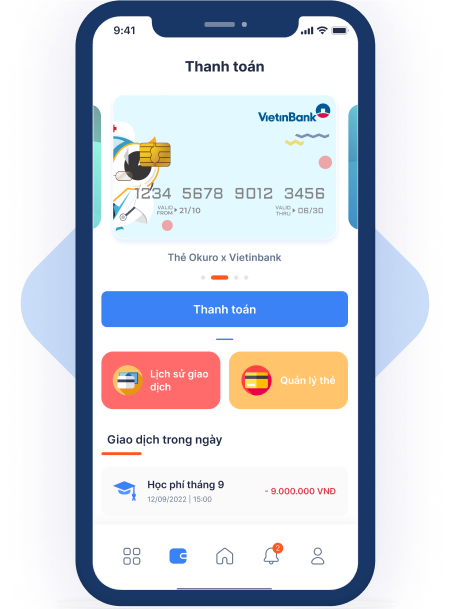 9:41
Thanh toán
VietinBank
1234 5678 9012 3456
VALID FROM 21/10
VALID THRU 06/30
Thẻ Okuro x Vietinbank
Thanh toán
Lịch sử giao
dịch
Quản lý thẻ
Giao dịch trong ngày
Học phí tháng 9
- 9.000.000 VNĐ
12/09/2022 | 15:00
2